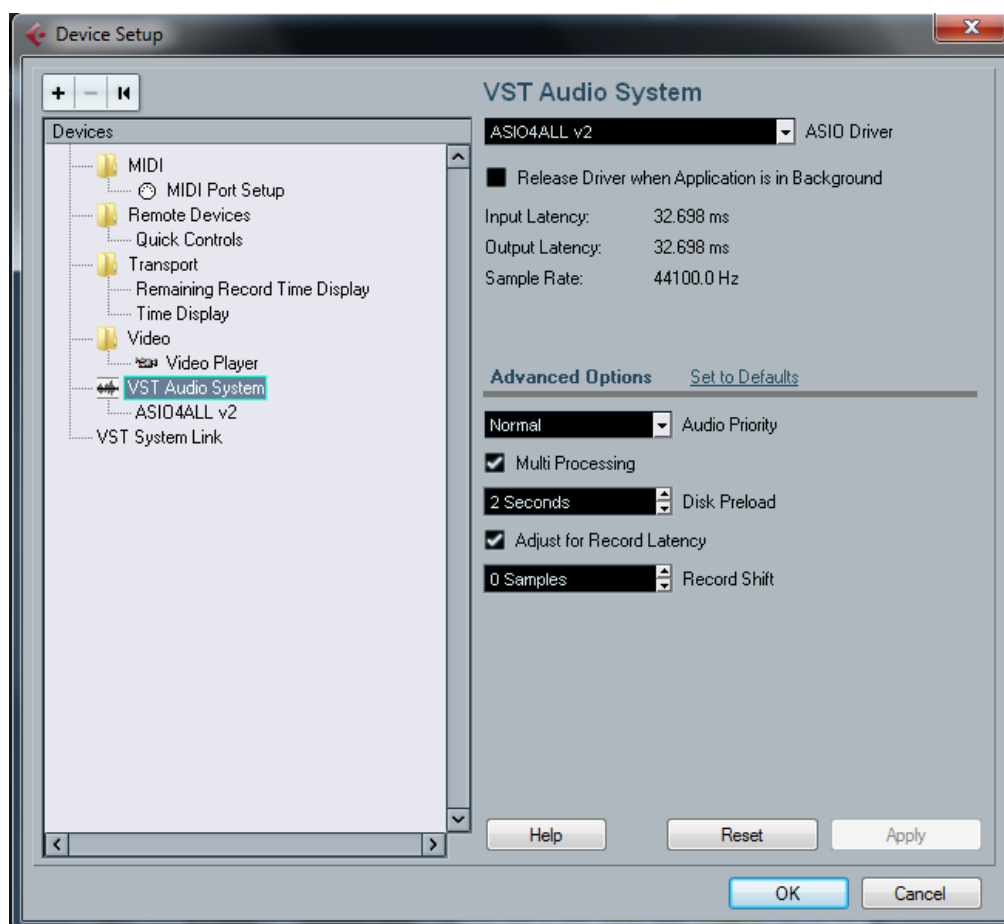 Device Setup
VST Audio System
Devices
ASIO4ALL v2 ASIO Driver
MIDI
MIDI Port Setup
Remote Devices
Quick Controls
Transport
Remaining Record Time Display
Time Display
Video
Video Player
VST Audio System
ASIO4ALL v2
VST System Link
Release Driver when Application is in Background
Input Latency: 32.698 ms
Output Latency: 32.698 ms
Sample Rate: 44100.0 Hz
Advanced Options Set to Defaults
Normal Audio Priority
Multi Processing
2 Seconds Disk Preload
Adjust for Record Latency
0 Samples Record Shift
Help Reset Apply
OK Cancel